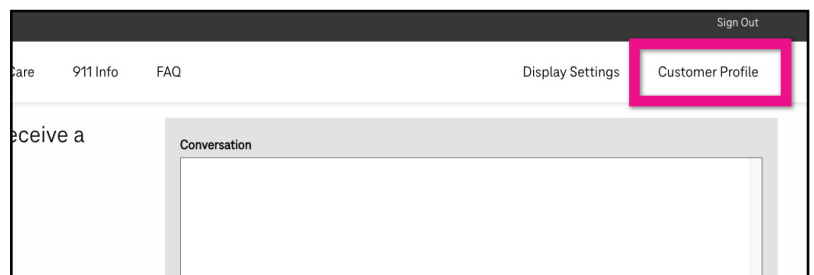 Sign Out
Care 911 Info FAQ Display Settings Customer Profile
eceive a
Conversation